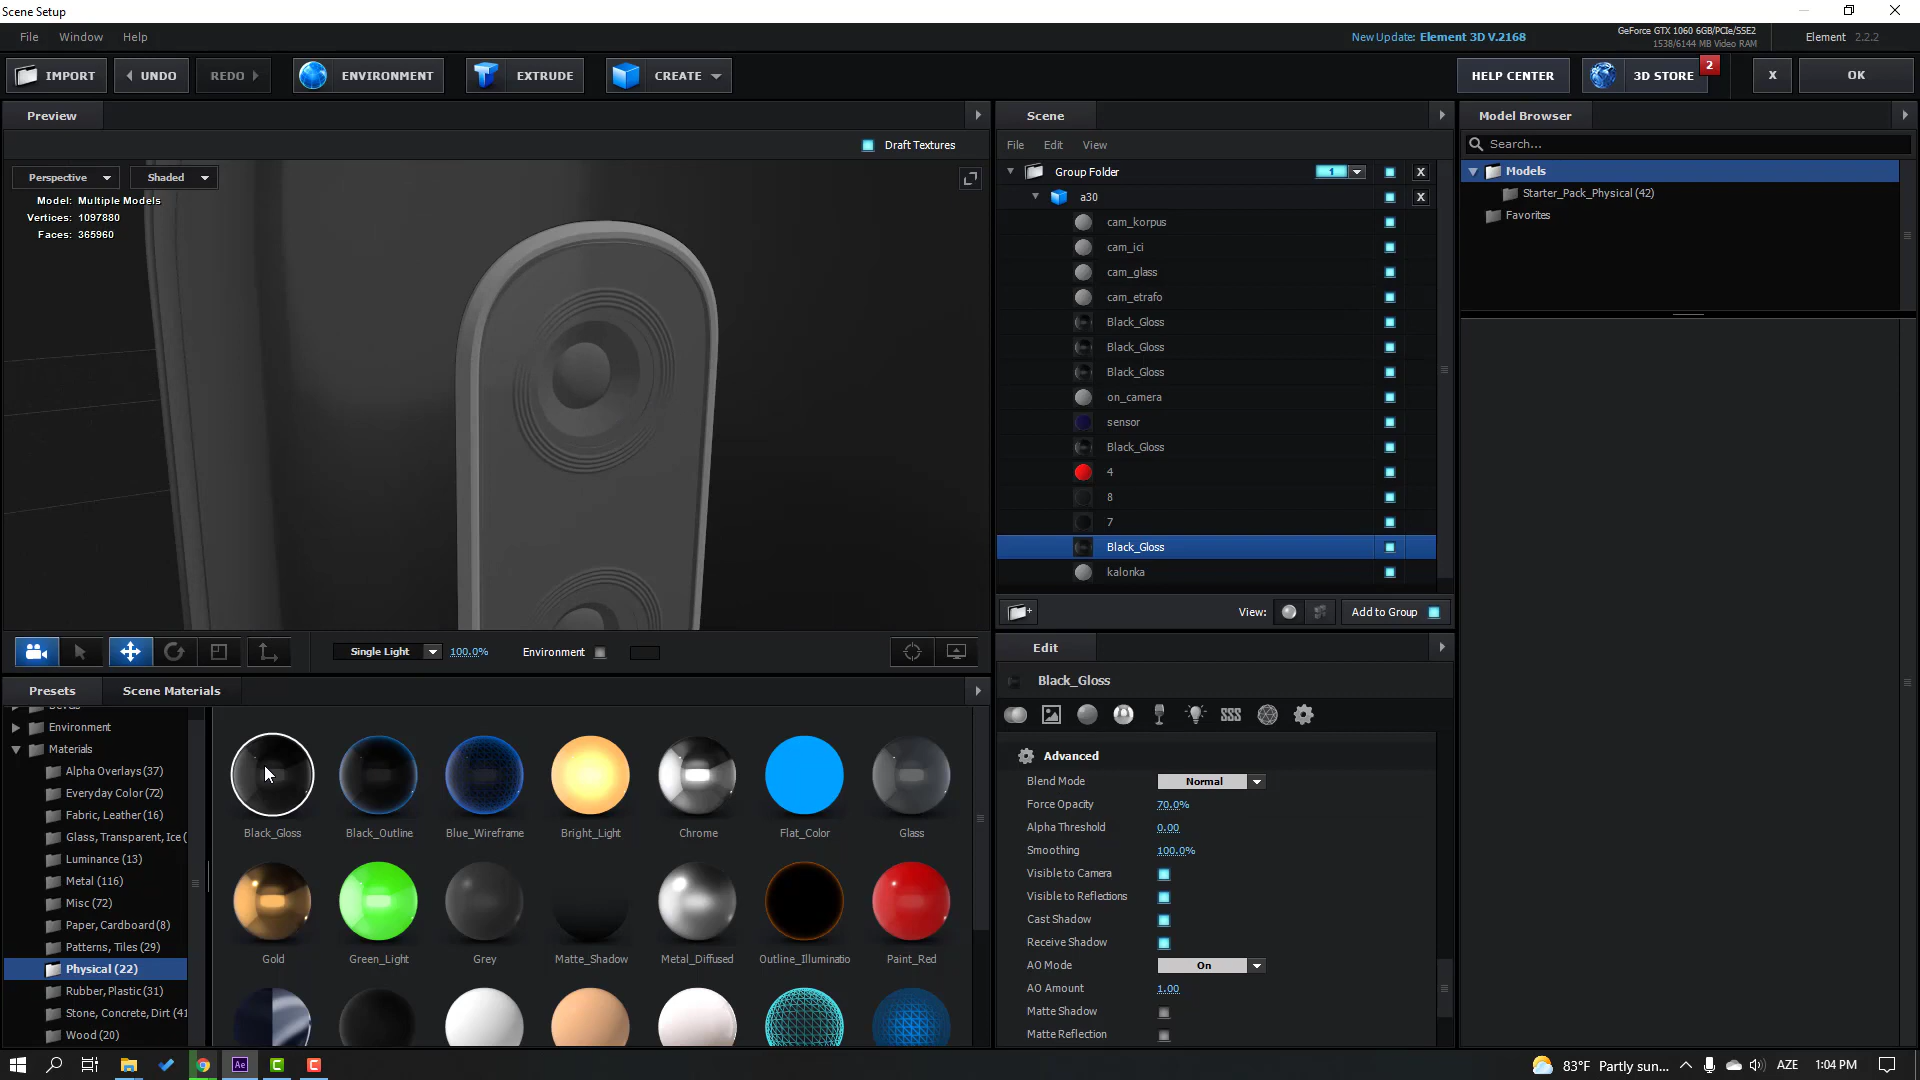 Scene Setup
File Window Help
New Update: Element 3D V.2168
GeForce GTX 1060 6GB/PCIe/SSE2
1538/6144 MB Video RAM
Element 2.2.2
IMPORT UNDO REDO ENVIRONMENT EXTRUDE CREATE HELP CENTER 3D STORE 2 X OK
Preview
Draft Textures
Perspective Shaded
Model: Multiple Models
Vertices: 1097880
Faces: 365960
Single Light 100.0% Environment
Scene
File Edit View
Group Folder 1 X
a30 X
cam_korpus
cam_ici
cam_glass
cam_etrafo
Black_Gloss
Black_Gloss
Black_Gloss
on_camera
sensor
Black_Gloss
4
8
7
Black_Gloss
kalonka
View: Add to Group
Model Browser
Search...
Models
Starter_Pack_Physical (42)
Favorites
Presets Scene Materials
Environment
Materials
Alpha Overlays (37)
Everyday Color (72)
Fabric, Leather (16)
Glass, Transparent, Ice (
Luminance (13)
Metal (116)
Misc (72)
Paper, Cardboard (8)
Patterns, Tiles (29)
Physical (22)
Rubber, Plastic (31)
Stone, Concrete, Dirt (41
Wood (20)
Black_Gloss Black_Outline Blue_Wireframe Bright_Light Chrome Flat_Color Glass
Gold Green_Light Grey Matte_Shadow Metal_Diffused Outline_Illuminatio Paint_Red
Edit
Black_Gloss
Advanced
Blend Mode Normal
Force Opacity 70.0%
Alpha Threshold 0.00
Smoothing 100.0%
Visible to Camera
Visible to Reflections
Cast Shadow
Receive Shadow
AO Mode On
AO Amount 1.00
Matte Shadow
Matte Reflection
Ae C C 83°F Partly sun... AZE 1:04 PM